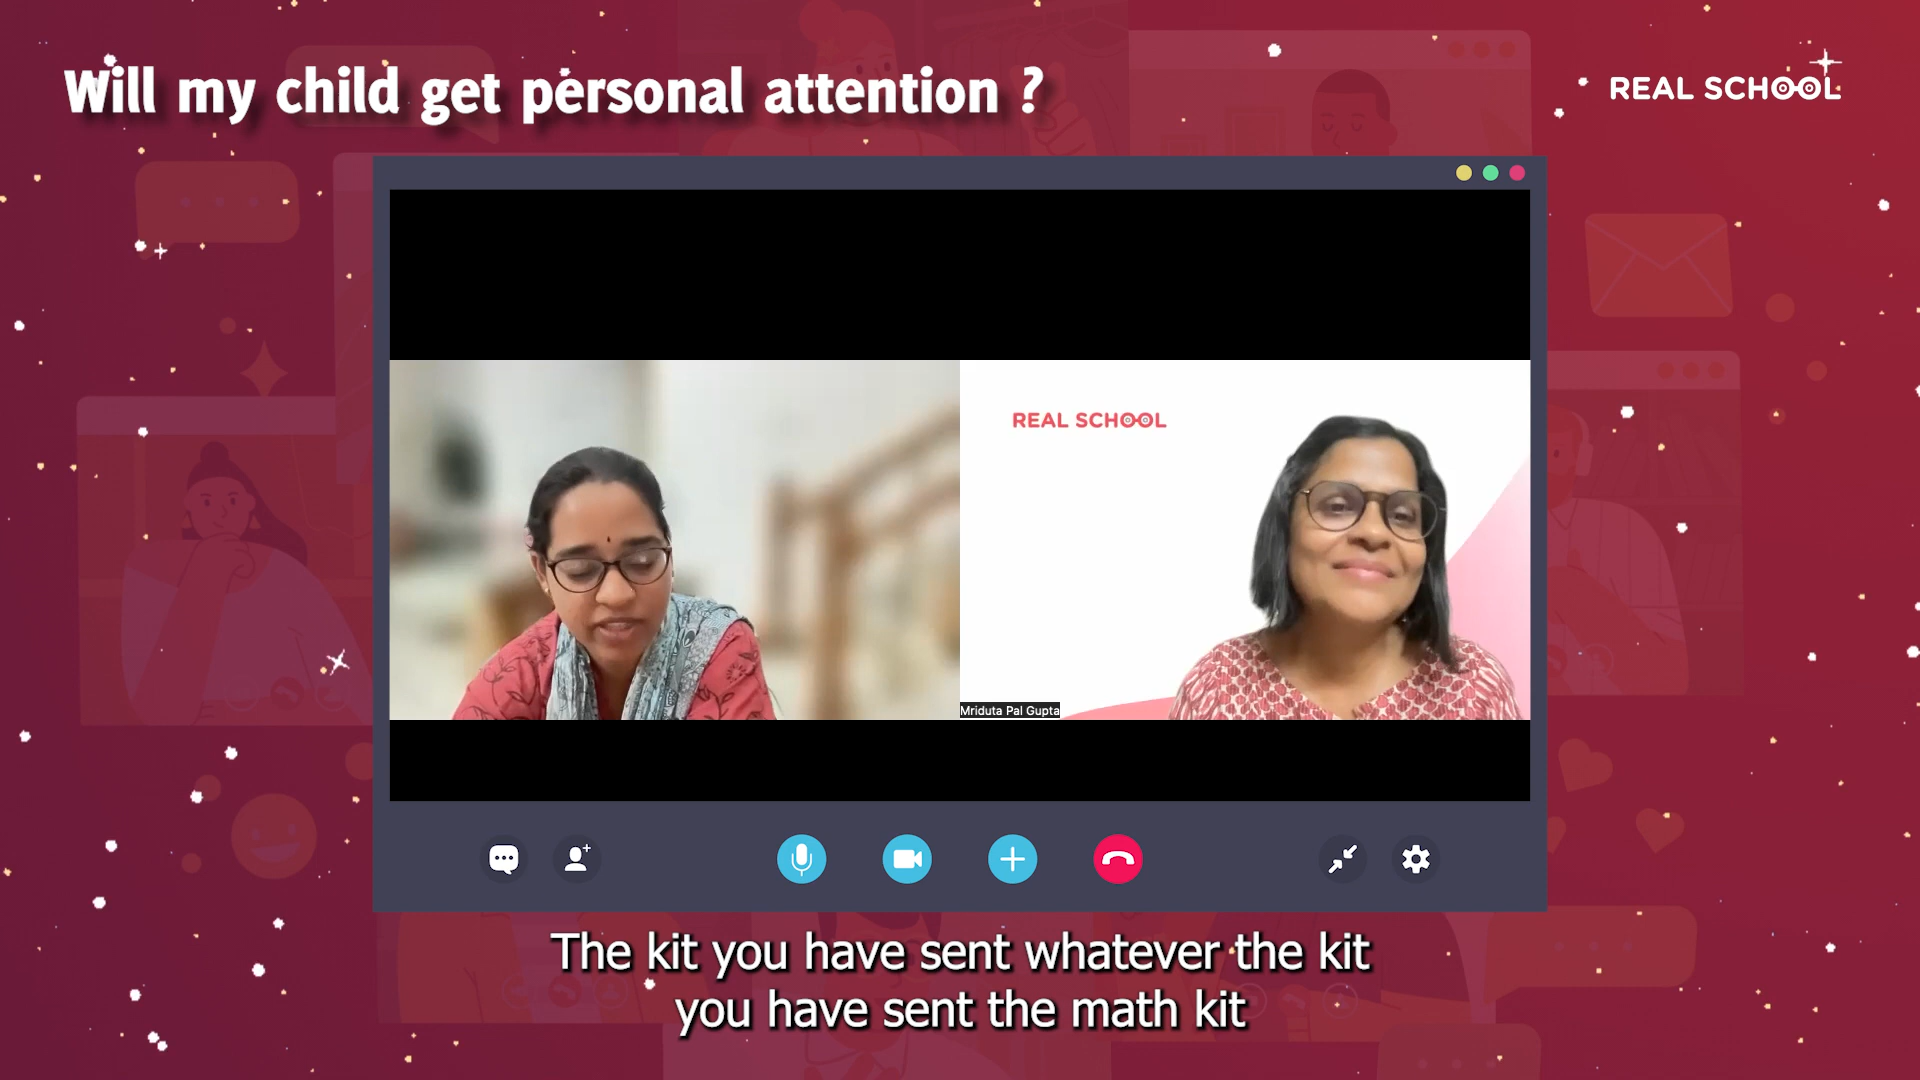 Will my child get personal attention ?
REAL SCHOOL
REAL SCHOOL
Mriduta Pal Gupta
The kit you have sent whatever the kit
you have sent the math kit